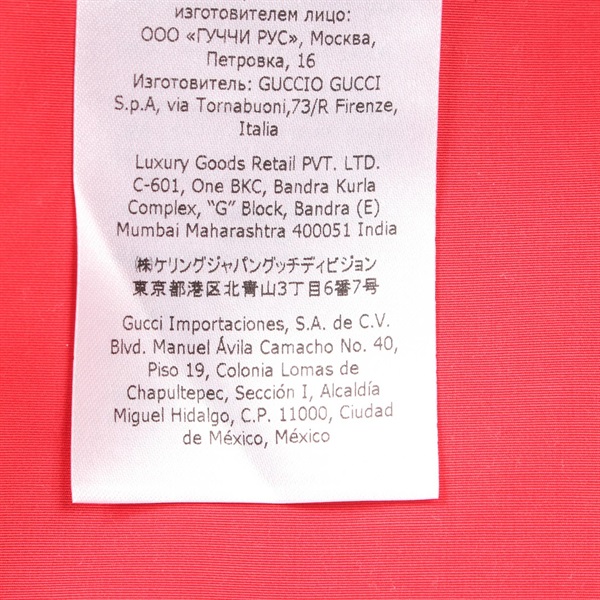 изготовителем лицо:
ООО «ГУЧЧИ РУС», Москва,
Петровка, 16
Изготовитель: GUCCIO GUCCI
S.p.A, via Tornabuoni,73/R Firenze,
Italia
Luxury Goods Retail PVT. LTD.
C-601, One BKC, Bandra Kurla
Complex, “G” Block, Bandra (E)
Mumbai Maharashtra 400051 India
㈱ケリングジャパングッチディビジョン
東京都港区北青山3丁目6番7号
Gucci Importaciones, S.A. de C.V.
Blvd. Manuel Ávila Camacho No. 40,
Piso 19, Colonia Lomas de
Chapultepec, Sección I, Alcaldía
Miguel Hidalgo, C.P. 11000, Ciudad
de México, México